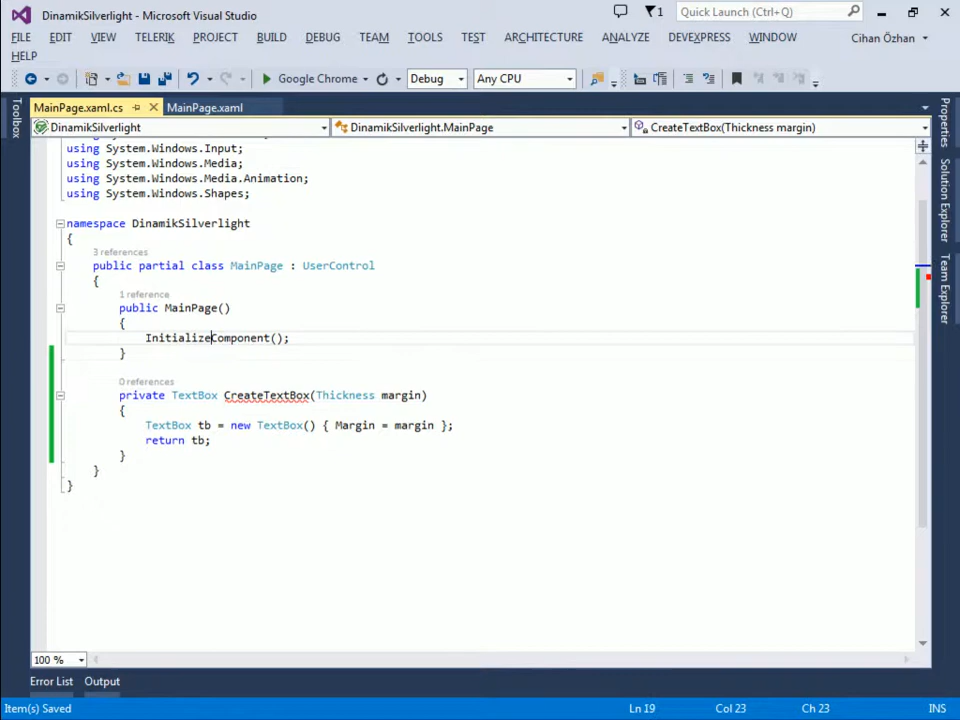 DinamikSilverlight - Microsoft Visual Studio
1
Quick Launch (Ctrl+Q)
FILE EDIT VIEW TELERIK PROJECT BUILD DEBUG TEAM TOOLS TEST ARCHITECTURE ANALYZE DEVEXPRESS WINDOW
Cihan Özhan
HELP
Google Chrome
Debug
Any CPU
MainPage.xaml.cs
MainPage.xaml
Toolbox
DinamikSilverlight
DinamikSilverlight.MainPage
CreateTextBox(Thickness margin)
using System.Windows.Input;
using System.Windows.Media;
using System.Windows.Media.Animation;
using System.Windows.Shapes;
namespace DinamikSilverlight
{
3 references
public partial class MainPage : UserControl
{
1 reference
public MainPage()
{
InitializeComponent();
}
0 references
private TextBox CreateTextBox(Thickness margin)
{
TextBox tb = new TextBox() { Margin = margin };
return tb;
}
}
}
Properties
Solution Explorer
Team Explorer
100 %
Error List
Output
Item(s) Saved
Ln 19
Col 23
Ch 23
INS